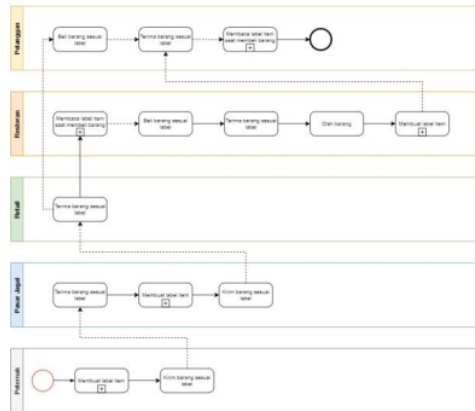 Pelanggan
Beli barang sesuai
label
Terima barang sesuai
label
Membaca label item
saat membeli barang
Restoran
Membaca label item
saat membeli barang
Beli barang sesuai
label
Terima barang sesuai
label
Olah barang
Membuat label item
Retail
Terima barang sesuai
label
Pasar Jagal
Terima barang sesuai
label
Membuat label item
Kirim barang sesuai
label
Peternak
Membuat label item
Kirim barang sesuai
label